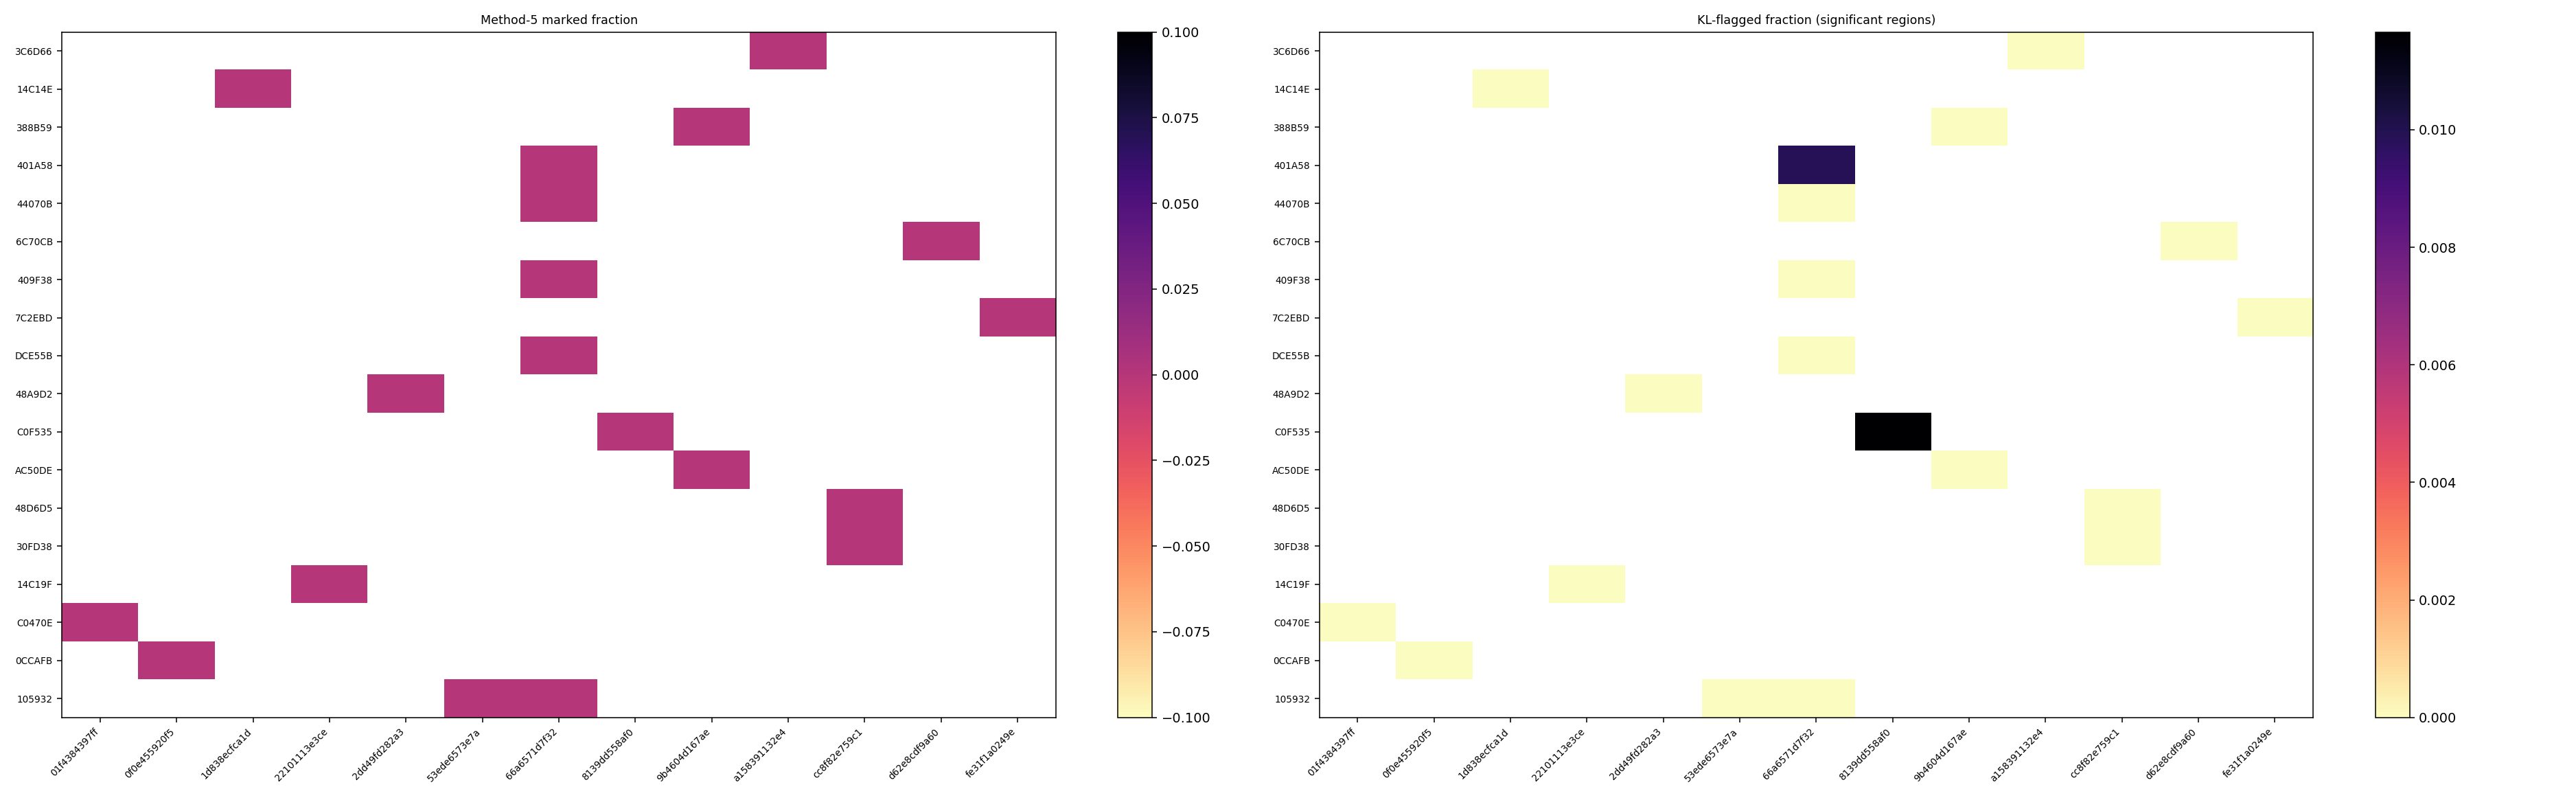 Method-5 marked fraction
3C6D66
14C14E
388B59
401A58
44070B
6C70CB
409F38
7C2EBD
DCE55B
48A9D2
C0F535
AC50DE
48D6D5
30FD38
14C19F
C0470E
0CCAFB
105932
01f4384397ff
0f0e455920f5
1d838ecfca1d
2210113e3ce
2dd49fd282a3
53ede6573e7a
66a6571d7f32
8139dd558af0
9b4604d167ae
a158391132e4
cc8f82e759c1
d62e8cdf9a60
fe31f1a0249e
0.100
0.075
0.050
0.025
0.000
−0.025
−0.050
−0.075
−0.100
KL-flagged fraction (significant regions)
3C6D66
14C14E
388B59
401A58
44070B
6C70CB
409F38
7C2EBD
DCE55B
48A9D2
C0F535
AC50DE
48D6D5
30FD38
14C19F
C0470E
0CCAFB
105932
01f4384397ff
0f0e455920f5
1d838ecfca1d
2210113e3ce
2dd49fd282a3
53ede6573e7a
66a6571d7f32
8139dd558af0
9b4604d167ae
a158391132e4
cc8f82e759c1
d62e8cdf9a60
fe31f1a0249e
0.010
0.008
0.006
0.004
0.002
0.000